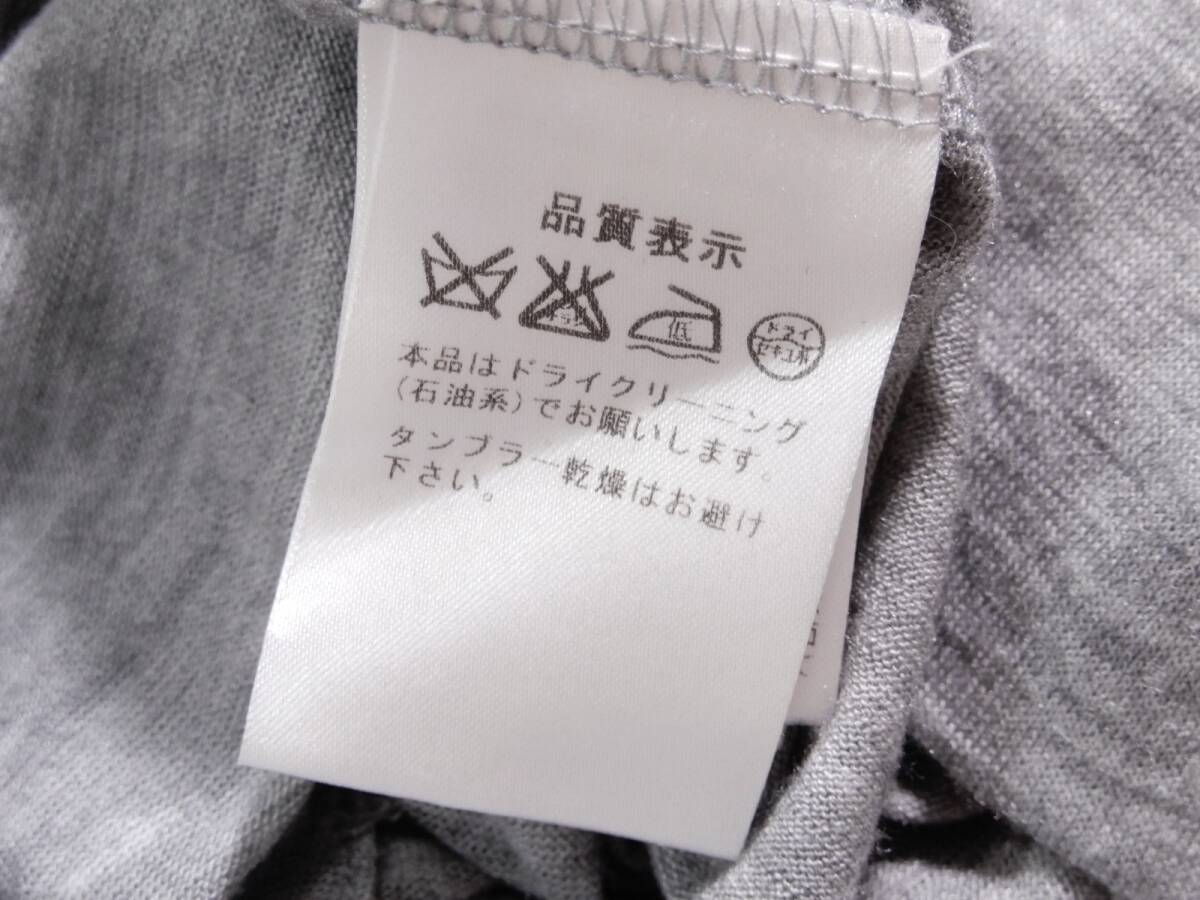 品質表示
低
ドライ
セキユ系
本品はドライクリーニング
(石油系)でお願いします。
タンブラー乾燥はお避け
下さい。